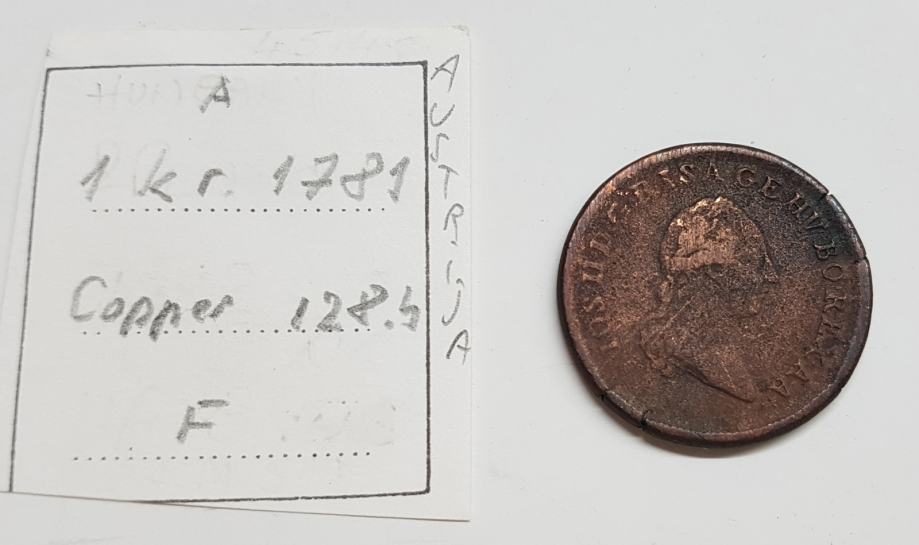 A
1 kr. 1781
Copper 128.4
F
AUSTRIJA
IOS II D G R I S A GE HV BO REX A A